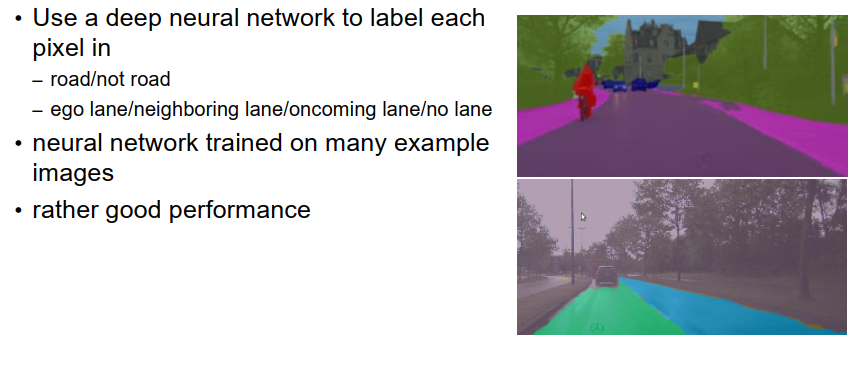 • Use a deep neural network to label each
pixel in
– road/not road
– ego lane/neighboring lane/oncoming lane/no lane
• neural network trained on many example
images
• rather good performance